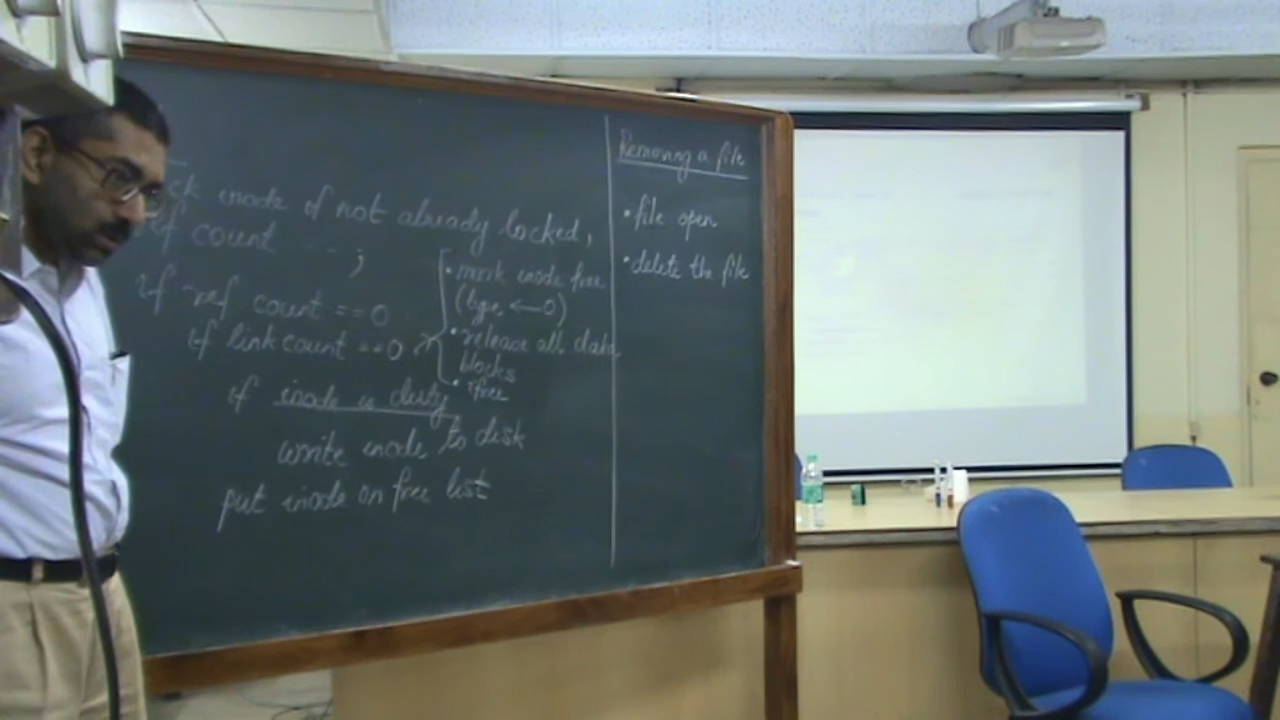 inode if not already locked,
ref count --;
if ref count == 0
if link count == 0
• mark inode free
(type ← 0)
• release all data
blocks
• free
if inode is dirty
write inode to disk
put inode on free list
Removing a file
• file open
• delete the file